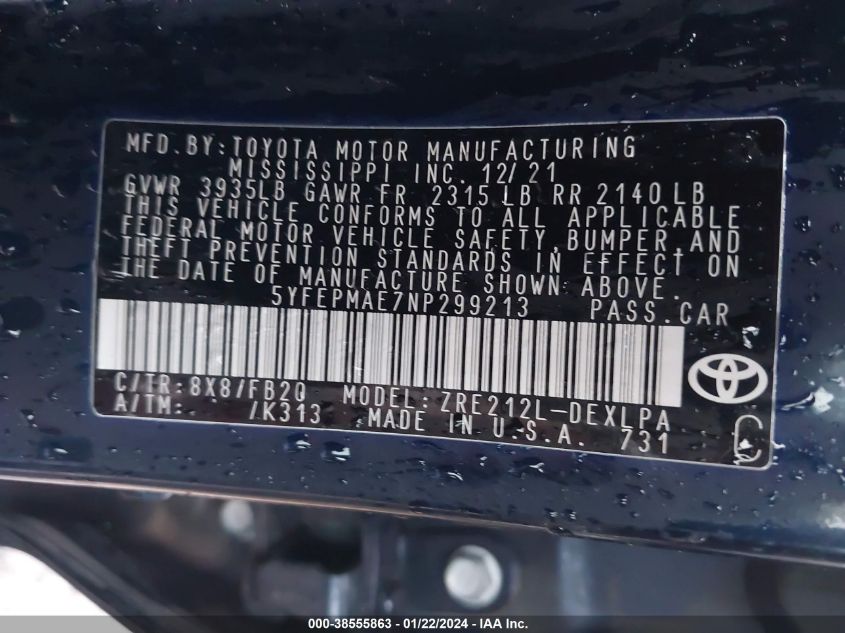 MFD.BY:TOYOTA MOTOR MANUFACTURING
MISSISSIPPI INC. 12/21
GVWR 3935LB GAWR FR 2315 LB RR 2140 LB
THIS VEHICLE CONFORMS TO ALL APPLICABLE
FEDERAL MOTOR VEHICLE SAFETY,BUMPER,AND
THEFT PREVENTION STANDARDS IN EFFECT ON
THE DATE OF MANUFACTURE SHOWN ABOVE.
5YFEPMAE7NP299213 PASS.CAR
C/TR:8X8/FB20 MODEL:ZRE212L-DEXLPA
A/TM: /K313 MADE IN U.S.A. 731
C
000-38555863 - 01/22/2024 - IAA Inc.